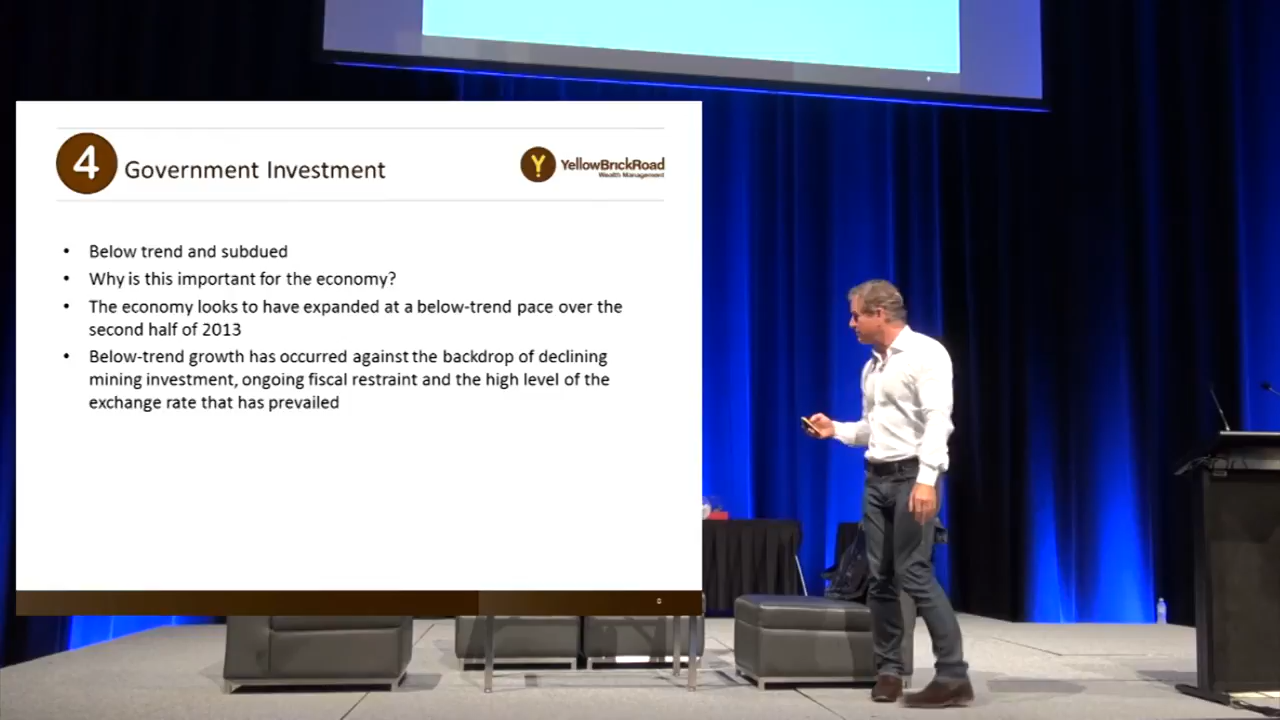 4 Government Investment
Y YellowBrickRoad
Wealth Management
• Below trend and subdued
• Why is this important for the economy?
• The economy looks to have expanded at a below-trend pace over the
second half of 2013
• Below-trend growth has occurred against the backdrop of declining
mining investment, ongoing fiscal restraint and the high level of the
exchange rate that has prevailed